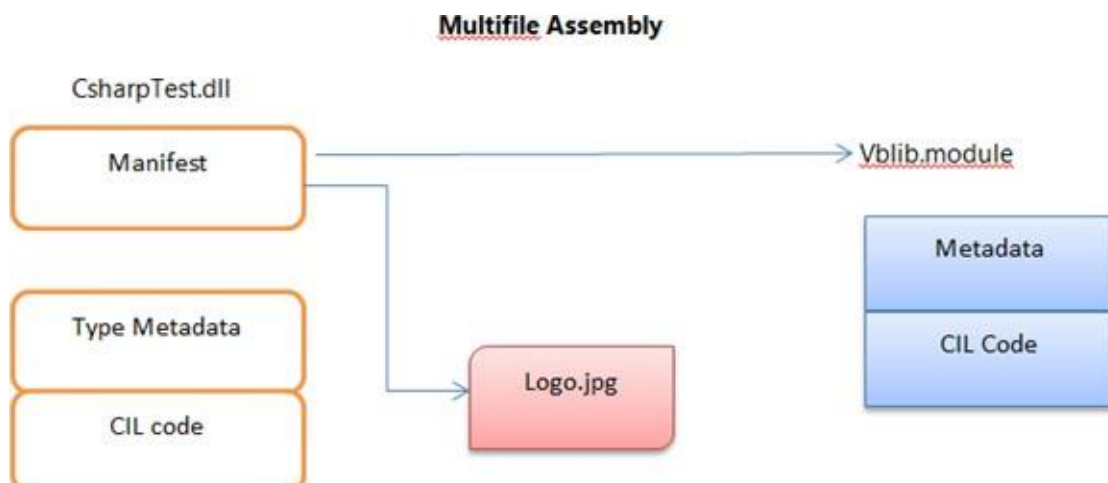 Multifile Assembly
CsharpTest.dll
Manifest
Vblib.module
Metadata
Type Metadata
CIL Code
Logo.jpg
CIL code